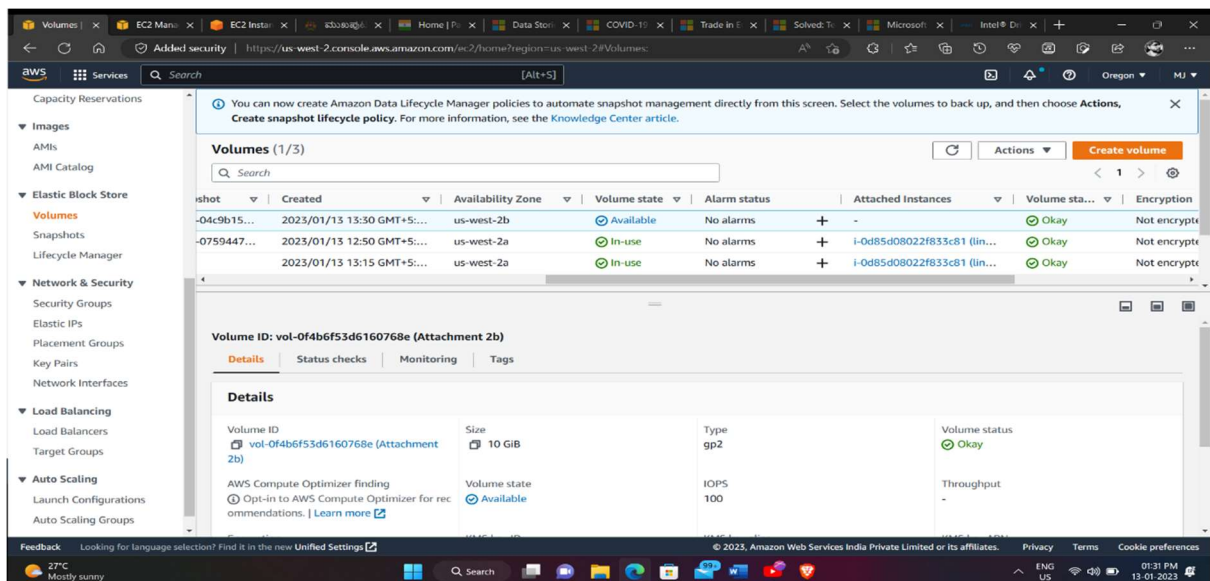 Volumes |
EC2 Mana
EC2 Instan
Home | Po
Data Stori
COVID-19
Trade in E
Solved: To
Microsoft
Intel® Dri
Added security | https://us-west-2.console.aws.amazon.com/ec2/home?region=us-west-2#Volumes:
aws
Services
Search
[Alt+S]
Oregon
MJ
Capacity Reservations
Images
AMIs
AMI Catalog
Elastic Block Store
Volumes
Snapshots
Lifecycle Manager
Network & Security
Security Groups
Elastic IPs
Placement Groups
Key Pairs
Network Interfaces
Load Balancing
Load Balancers
Target Groups
Auto Scaling
Launch Configurations
Auto Scaling Groups
You can now create Amazon Data Lifecycle Manager policies to automate snapshot management directly from this screen. Select the volumes to back up, and then choose Actions,
Create snapshot lifecycle policy. For more information, see the Knowledge Center article.
Volumes (1/3)
Actions
Create volume
Search
1
shot Created Availability Zone Volume state Alarm status Attached Instances Volume sta... Encryption
-04c9b15... 2023/01/13 13:30 GMT+5:... us-west-2b Available No alarms + - Okay Not encrypte
-0759447... 2023/01/13 12:50 GMT+5:... us-west-2a In-use No alarms + i-0d85d08022f833c81 (lin... Okay Not encrypte
2023/01/13 13:15 GMT+5:... us-west-2a In-use No alarms + i-0d85d08022f833c81 (lin... Okay Not encrypte
Volume ID: vol-0f4b6f53d6160768e (Attachment 2b)
Details Status checks Monitoring Tags
Details
Volume ID
vol-0f4b6f53d6160768e (Attachment
2b)
Size
10 GiB
Type
gp2
Volume status
Okay
AWS Compute Optimizer finding
Opt-in to AWS Compute Optimizer for rec
ommendations. | Learn more
Volume state
Available
IOPS
100
Throughput
-
Feedback Looking for language selection? Find it in the new Unified Settings
© 2023, Amazon Web Services India Private Limited or its affiliates. Privacy Terms Cookie preferences
27°C
Mostly sunny
Search
99+
ENG
US
01:31 PM
13-01-2023